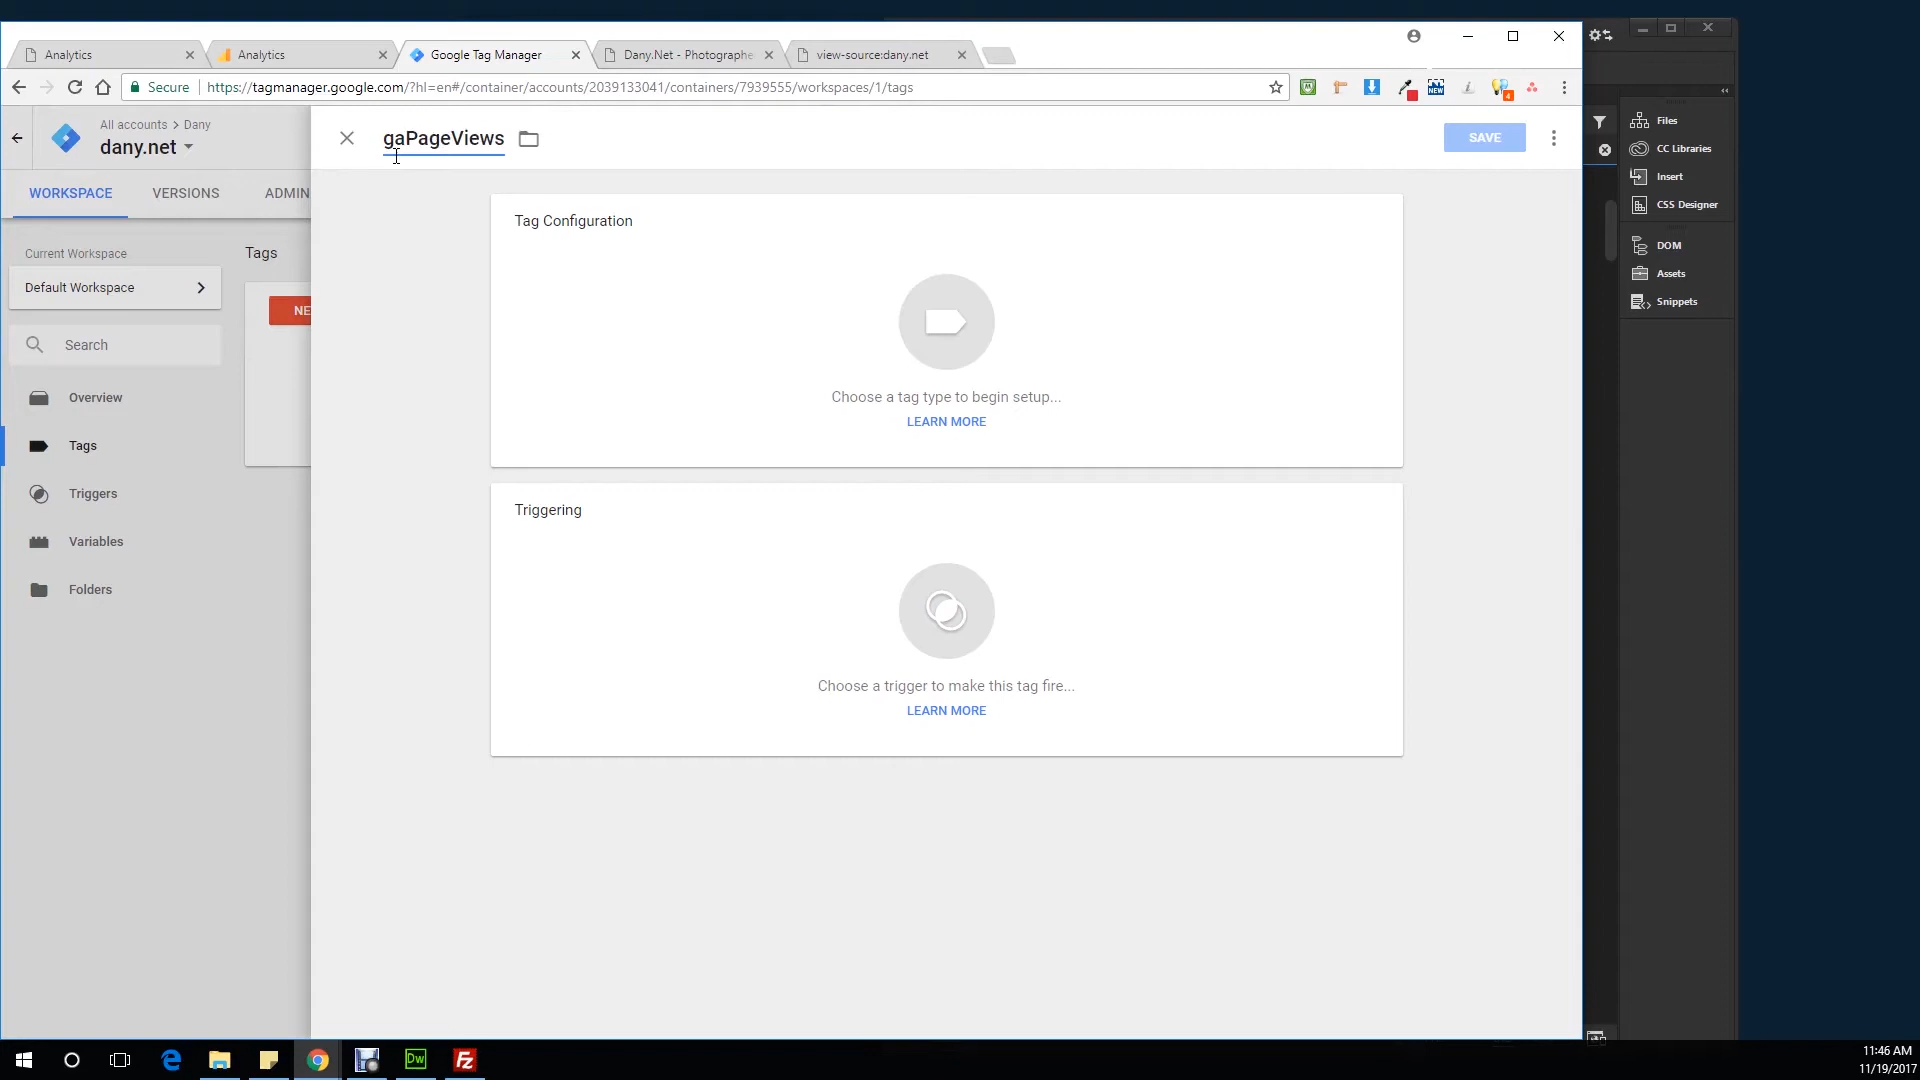 Analytics
Analytics
Google Tag Manager
Dany.Net - Photographe
view-source:dany.net
Secure
https://tagmanager.google.com/?hl=en#/container/accounts/2039133041/containers/7939555/workspaces/1/tags
NEW
4
All accounts > Dany
dany.net
gaPageViews
SAVE
WORKSPACE
VERSIONS
ADMIN
Current Workspace
Default Workspace
Search
Overview
Tags
Triggers
Variables
Folders
Tags
NE
Tag Configuration
Choose a tag type to begin setup...
LEARN MORE
Triggering
Choose a trigger to make this tag fire...
LEARN MORE
Files
CC Libraries
Insert
CSS Designer
DOM
Assets
Snippets
Dw
Fz
11:46 AM
11/19/2017